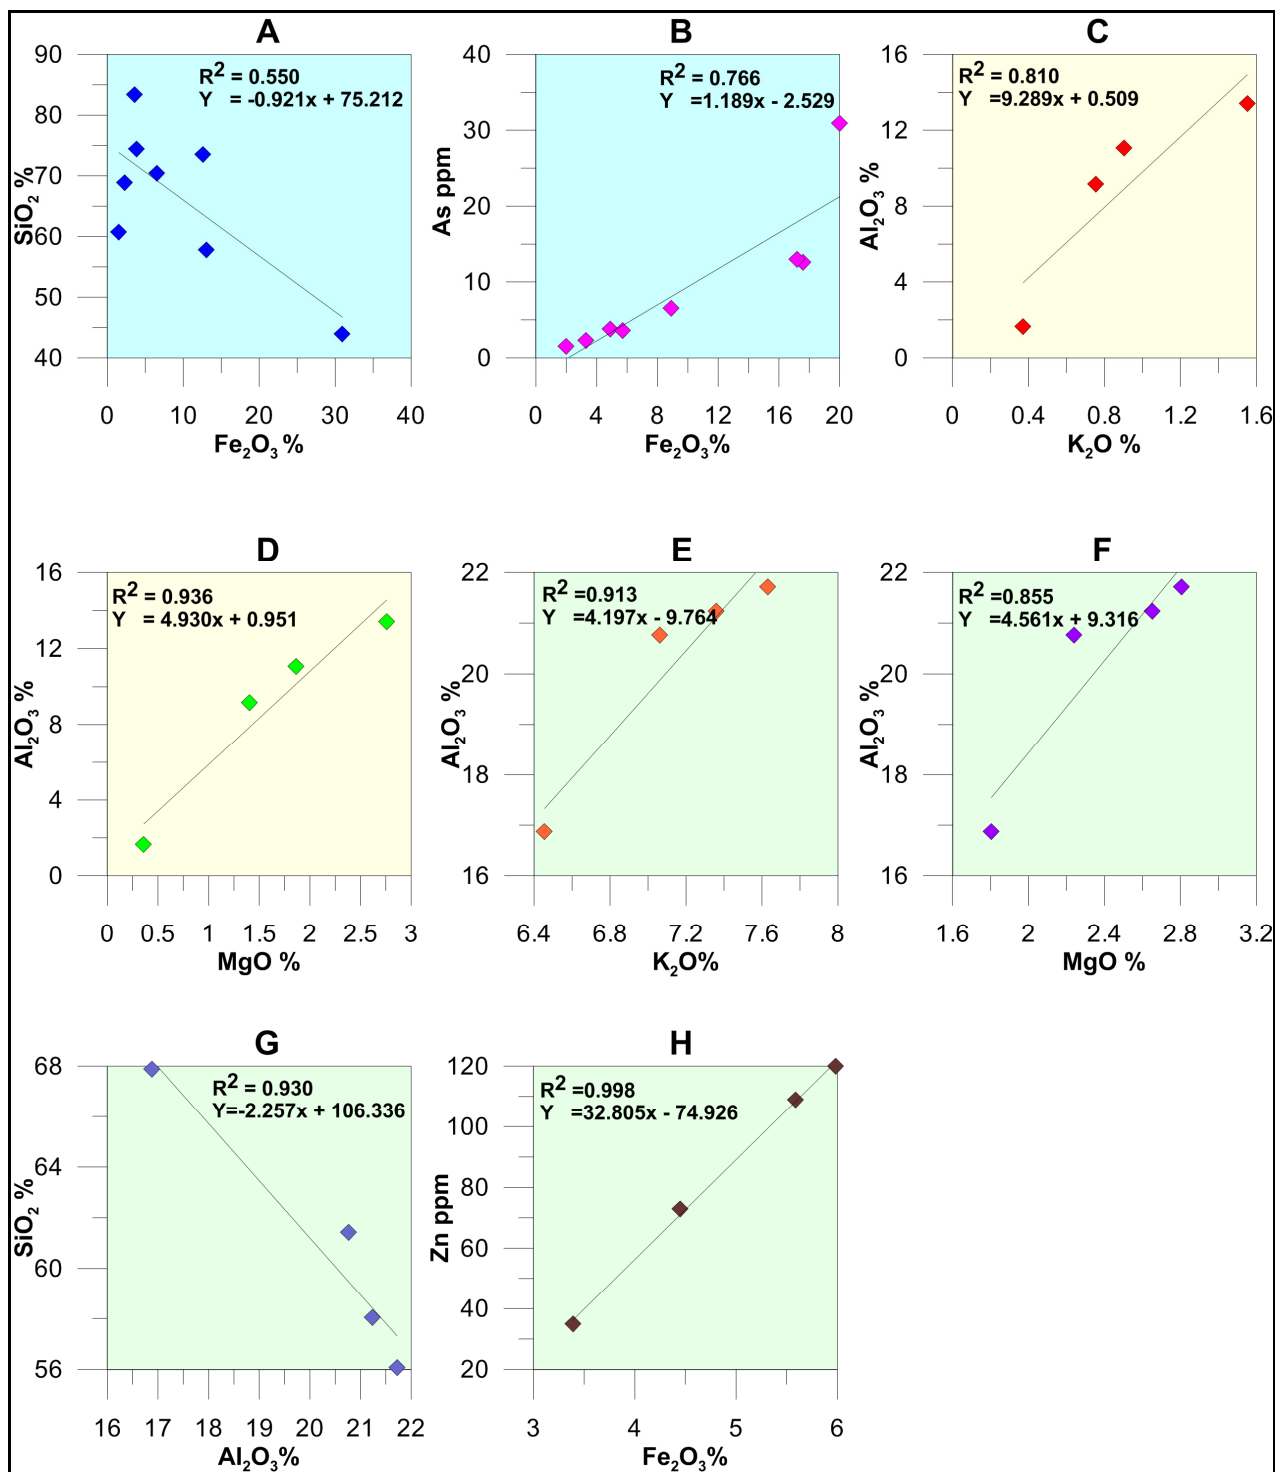 A
R² = 0.550
Y = -0.921x + 75.212
90
80
70
60
50
40
SiO₂ %
0 10 20 30 40
Fe₂O₃ %
B
R² = 0.766
Y =1.189x - 2.529
40
30
20
10
0
As ppm
0 4 8 12 16 20
Fe₂O₃%
C
R² = 0.810
Y =9.289x + 0.509
16
12
8
4
0
Al₂O₃ %
0 0.4 0.8 1.2 1.6
K₂O %
D
R² = 0.936
Y = 4.930x + 0.951
16
12
8
4
0
Al₂O₃ %
0 0.5 1 1.5 2 2.5 3
MgO %
E
R² =0.913
Y =4.197x - 9.764
22
20
18
16
Al₂O₃ %
6.4 6.8 7.2 7.6 8
K₂O%
F
R² =0.855
Y =4.561x + 9.316
22
20
18
16
Al₂O₃ %
1.6 2 2.4 2.8 3.2
MgO %
G
R² = 0.930
Y=-2.257x + 106.336
68
64
60
56
SiO₂ %
16 17 18 19 20 21 22
Al₂O₃%
H
R² =0.998
Y =32.805x - 74.926
120
100
80
60
40
20
Zn ppm
3 4 5 6
Fe₂O₃%